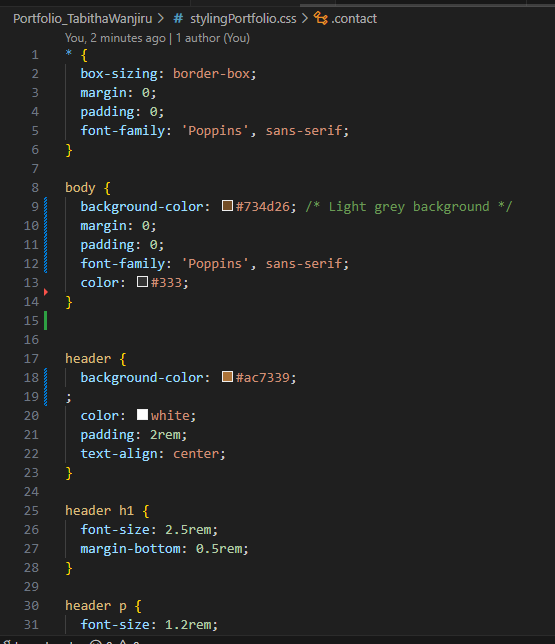 Portfolio_TabithaWanjiru > # stylingPortfolio.css > .contact
You, 2 minutes ago | 1 author (You)
1 * {
2 box-sizing: border-box;
3 margin: 0;
4 padding: 0;
5 font-family: 'Poppins', sans-serif;
6 }
7
8 body {
9 background-color: #734d26; /* Light grey background */
10 margin: 0;
11 padding: 0;
12 font-family: 'Poppins', sans-serif;
13 color: #333;
14 }
15
16
17 header {
18 background-color: #ac7339;
19 ;
20 color: white;
21 padding: 2rem;
22 text-align: center;
23 }
24
25 header h1 {
26 font-size: 2.5rem;
27 margin-bottom: 0.5rem;
28 }
29
30 header p {
31 font-size: 1.2rem;